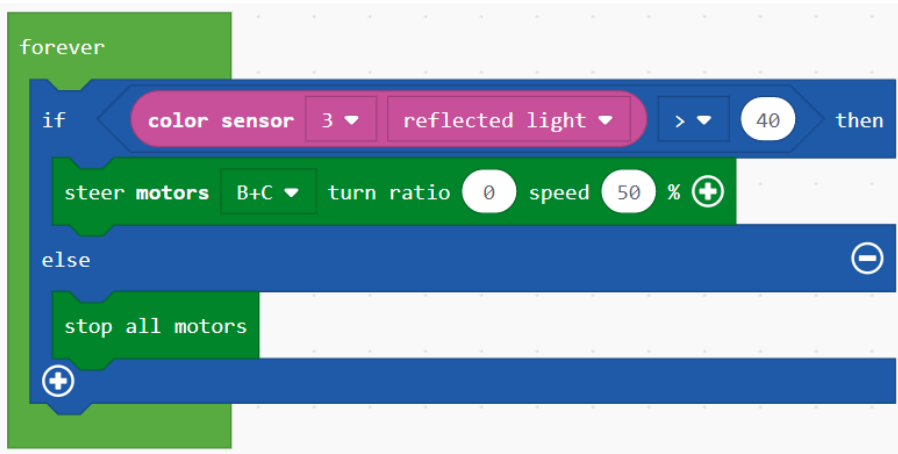 forever
if color sensor 3 reflected light > 40 then
steer motors B+C turn ratio 0 speed 50 %
else
stop all motors